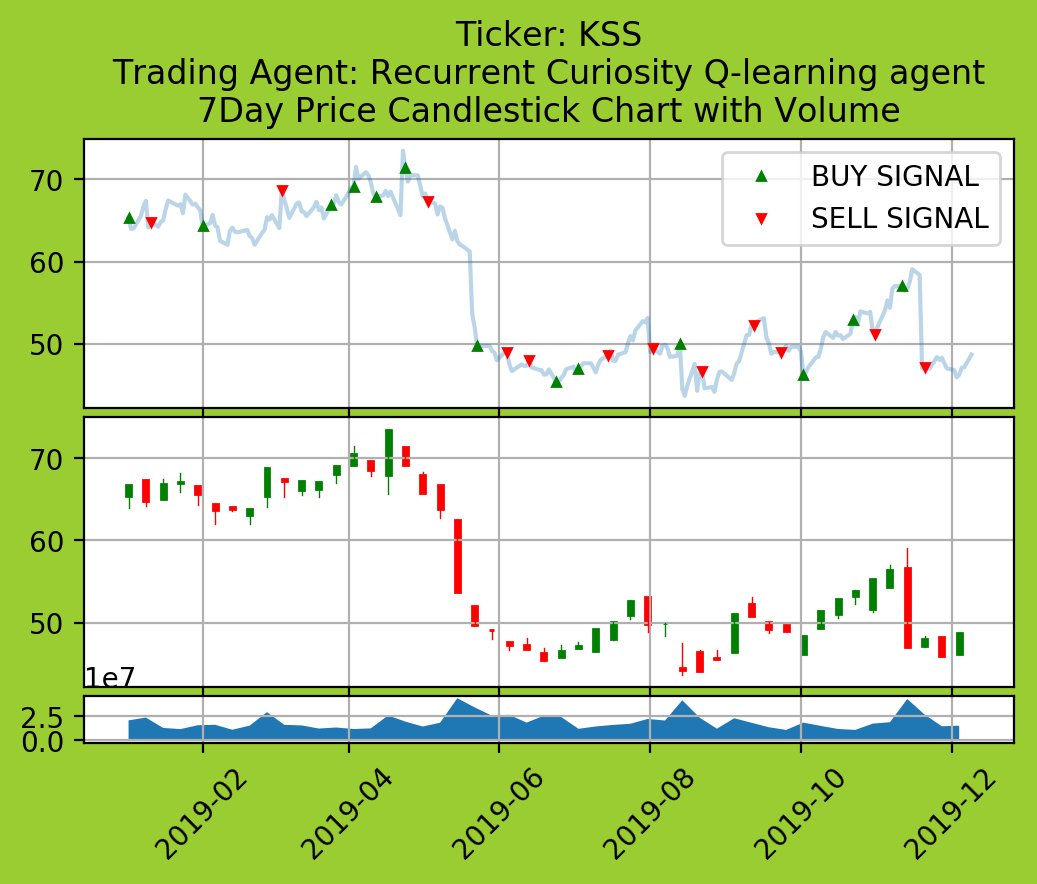 Ticker: KSS
Trading Agent: Recurrent Curiosity Q-learning agent
7Day Price Candlestick Chart with Volume
70
60
50
BUY SIGNAL
SELL SIGNAL
70
60
50
1e7
2.5
0.0
2019-02
2019-04
2019-06
2019-08
2019-10
2019-12